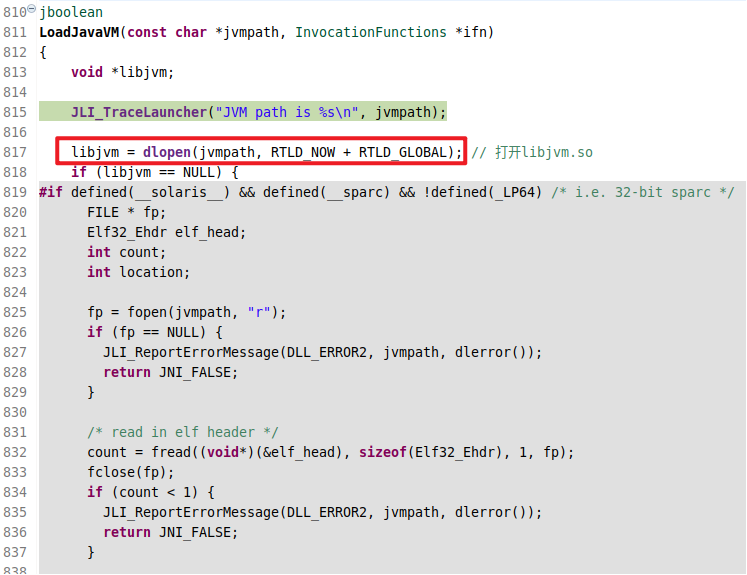 810 jboolean
811 LoadJavaVM(const char *jvmpath, InvocationFunctions *ifn)
812 {
813     void *libjvm;
814
815     JLI_TraceLauncher("JVM path is %s\n", jvmpath);
816
817     libjvm = dlopen(jvmpath, RTLD_NOW + RTLD_GLOBAL); // 打开libjvm.so
818     if (libjvm == NULL) {
819 #if defined(__solaris__) && defined(__sparc) && !defined(_LP64) /* i.e. 32-bit sparc */
820       FILE * fp;
821       Elf32_Ehdr elf_head;
822       int count;
823       int location;
824
825       fp = fopen(jvmpath, "r");
826       if (fp == NULL) {
827         JLI_ReportErrorMessage(DLL_ERROR2, jvmpath, dlerror());
828         return JNI_FALSE;
829       }
830
831       /* read in elf header */
832       count = fread((void*)(&elf_head), sizeof(Elf32_Ehdr), 1, fp);
833       fclose(fp);
834       if (count < 1) {
835         JLI_ReportErrorMessage(DLL_ERROR2, jvmpath, dlerror());
836         return JNI_FALSE;
837       }
838